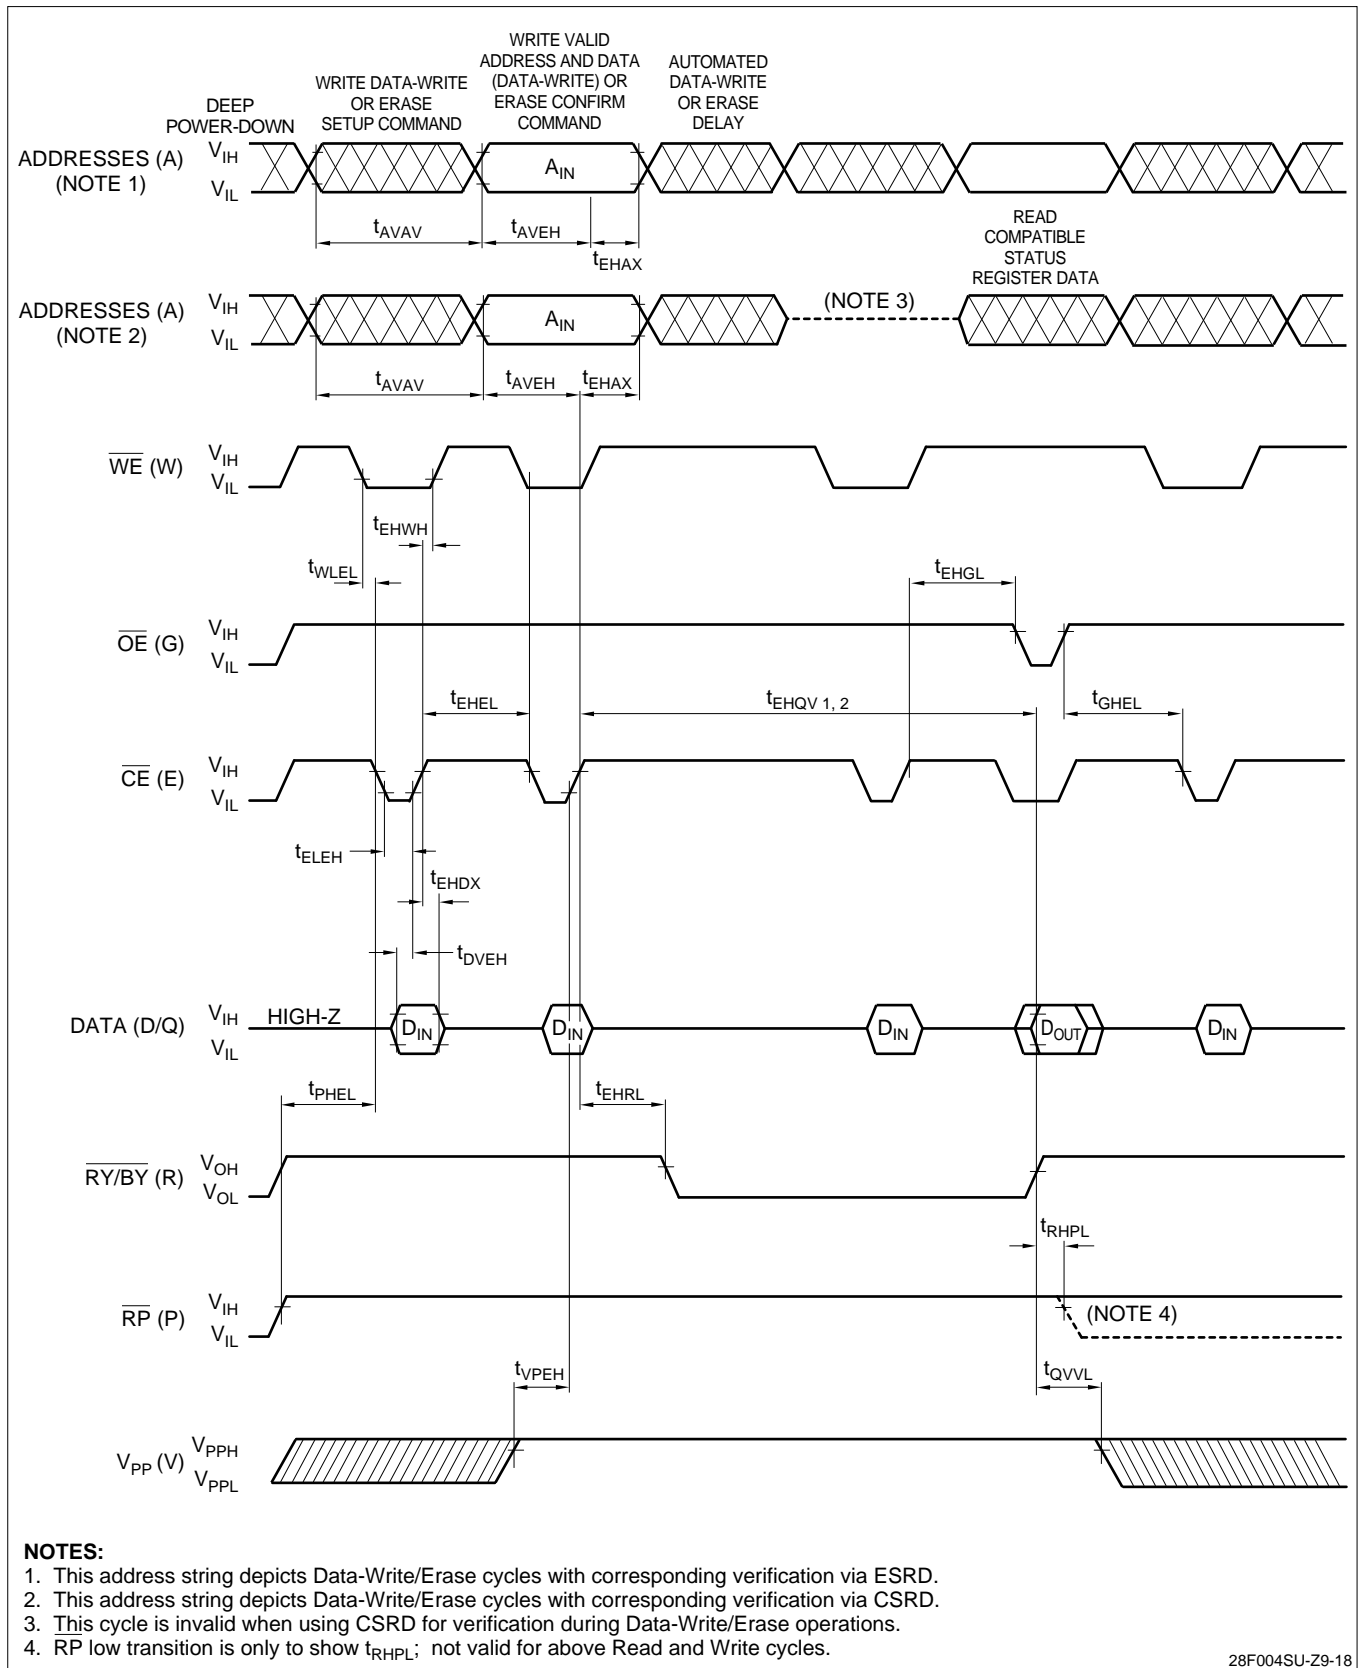 DEEP
POWER-DOWN
WRITE DATA-WRITE
OR ERASE
SETUP COMMAND
WRITE VALID
ADDRESS AND DATA
(DATA-WRITE) OR
ERASE CONFIRM
COMMAND
AUTOMATED
DATA-WRITE
OR ERASE
DELAY
ADDRESSES (A)
(NOTE 1)
VIH
VIL
AIN
tAVAV
tAVEH
tEHAX
READ
COMPATIBLE
STATUS
REGISTER DATA
ADDRESSES (A)
(NOTE 2)
VIH
VIL
AIN
(NOTE 3)
tAVAV
tAVEH
tEHAX
WE (W)
VIH
VIL
tEHWH
tWLEL
tEHGL
OE (G)
VIH
VIL
tEHEL
tEHQV 1, 2
tGHEL
CE (E)
VIH
VIL
tELEH
tEHDX
tDVEH
DATA (D/Q)
VIH
VIL
HIGH-Z
DIN
DIN
DIN
DOUT
DIN
tPHEL
tEHRL
RY/BY (R)
VOH
VOL
tRHPL
RP (P)
VIH
VIL
(NOTE 4)
tVPEH
tQVVL
VPP (V)
VPPH
VPPL
NOTES:
1. This address string depicts Data-Write/Erase cycles with corresponding verification via ESRD.
2. This address string depicts Data-Write/Erase cycles with corresponding verification via CSRD.
3. This cycle is invalid when using CSRD for verification during Data-Write/Erase operations.
4. RP low transition is only to show tRHPL; not valid for above Read and Write cycles.
28F004SU-Z9-18